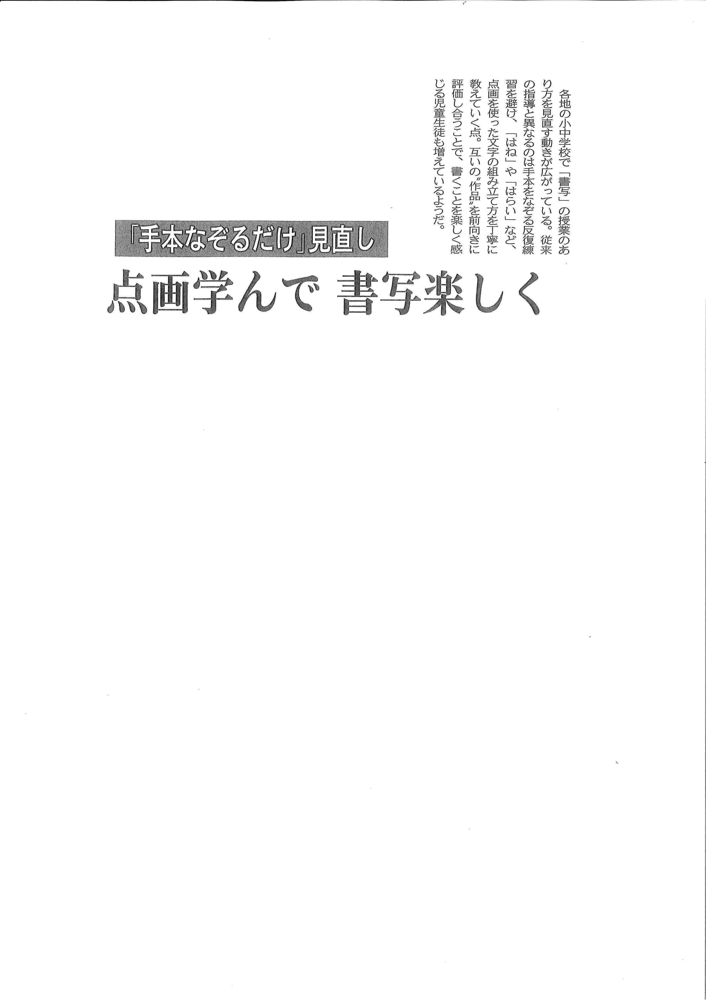 「手本なぞるだけ」見直し
点画学んで 書写楽しく
各地の小中学校で「書写」の授業のあ
り方を見直す動きが広がっている。従来
の指導と異なるのは手本をなぞる反復練
習を避け、「はね」や「はらい」など、
点画を使った文字の組み立て方を丁寧に
教えていく点。互いの〝作品〟を前向きに
評価し合うことで、書くことを楽しく感
じる児童生徒も増えているようだ。